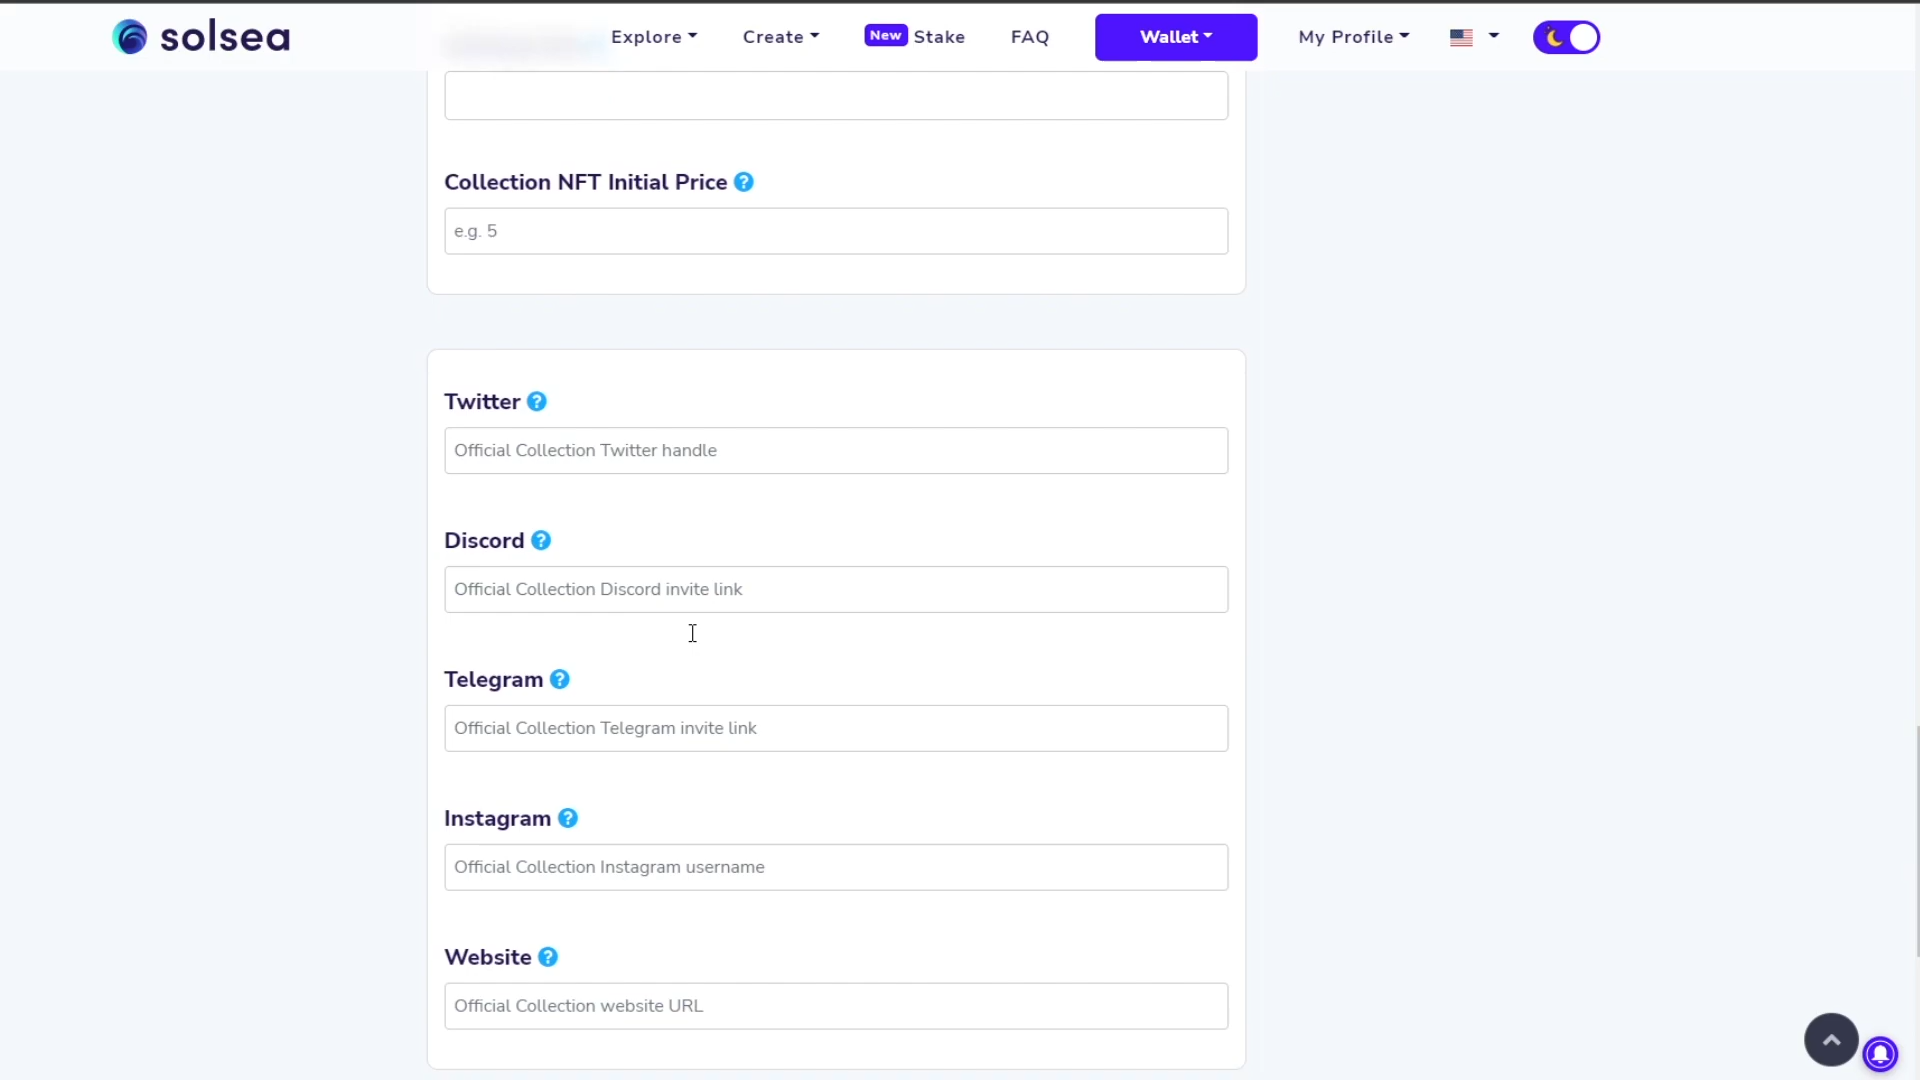 solsea
Explore
Create
New Stake
FAQ
Wallet
My Profile
Collection NFT Initial Price ?
e.g. 5
Twitter ?
Official Collection Twitter handle
Discord ?
Official Collection Discord invite link
Telegram ?
Official Collection Telegram invite link
Instagram ?
Official Collection Instagram username
Website ?
Official Collection website URL